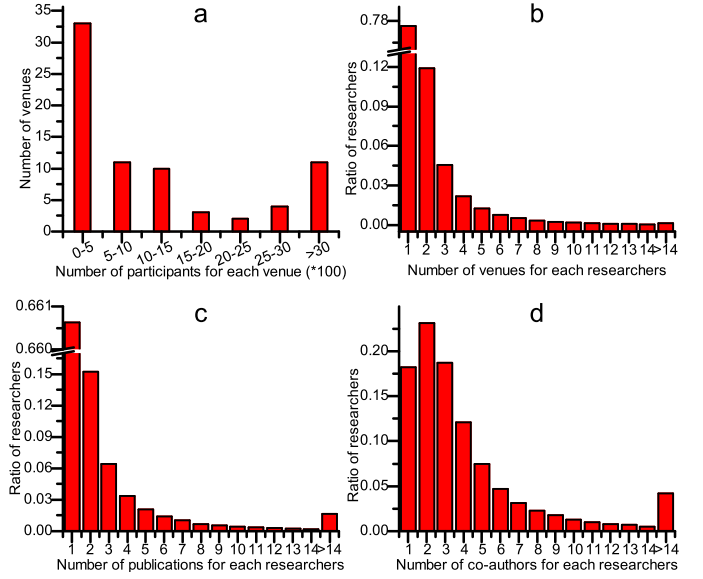 a
35
30
25
20
15
10
5
0
Number of venues
0-5 5-10 10-15 15-20 20-25 25-30 >30
Number of participants for each venue (*100)
b
0.78
0.12
0.09
0.06
0.03
0.00
Ratio of researchers
1 2 3 4 5 6 7 8 9 10 11 12 13 14 >14
Number of venues for each researchers
c
0.661
0.660
0.15
0.12
0.09
0.06
0.03
0.00
Ratio of researchers
1 2 3 4 5 6 7 8 9 10 11 12 13 14 >14
Number of publications for each researchers
d
0.20
0.15
0.10
0.05
0.00
Ratio of researchers
1 2 3 4 5 6 7 8 9 10 11 12 13 14 >14
Number of co-authors for each researchers